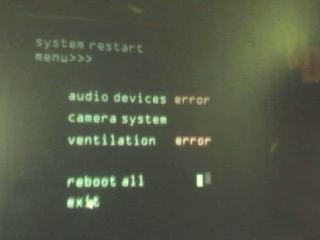 system restart
menu>>>
audio devices error
camera system
ventilation error
reboot all
exit